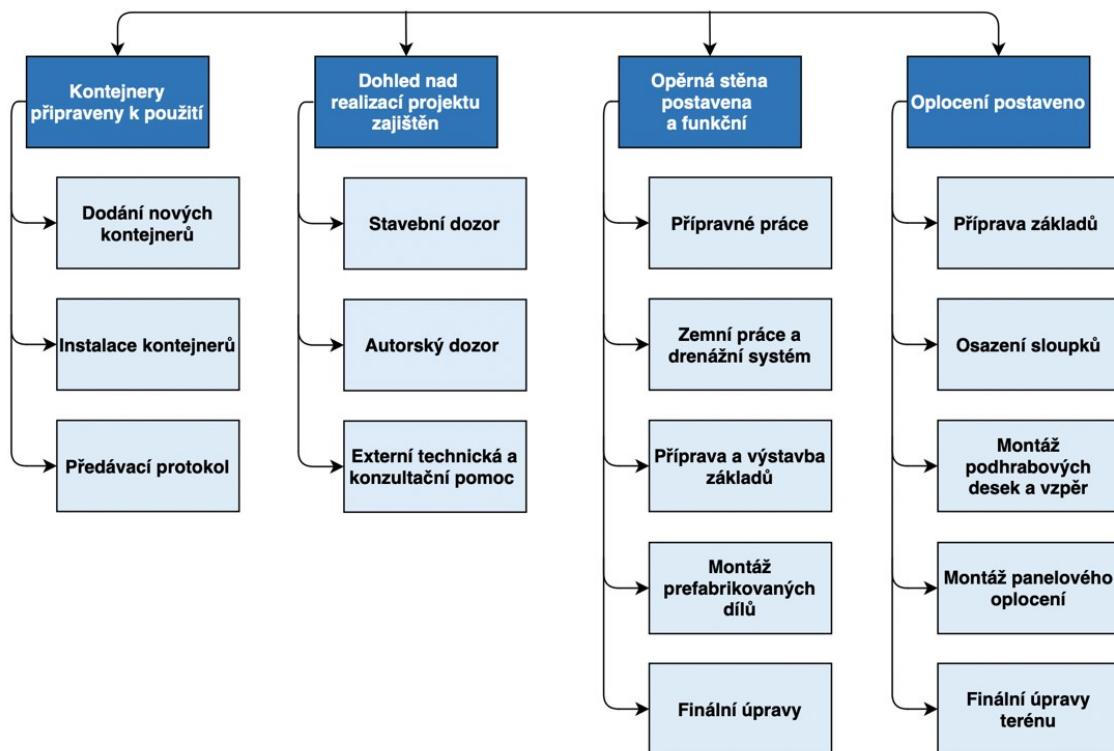 Kontejnery
připraveny k použití
Dodání nových
kontejnerů
Instalace kontejnerů
Předávací protokol
Dohled nad
realizací projektu
zajištěn
Stavební dozor
Autorský dozor
Externí technická a
konzultační pomoc
Opěrná stěna
postavena
a funkční
Přípravné práce
Zemní práce a
drenážní systém
Příprava a výstavba
základů
Montáž
prefabrikovaných
dílů
Finální úpravy
Oplocení postaveno
Příprava základů
Osazení sloupků
Montáž
podhrabových
desek a vzpěr
Montáž panelového
oplocení
Finální úpravy
terénu